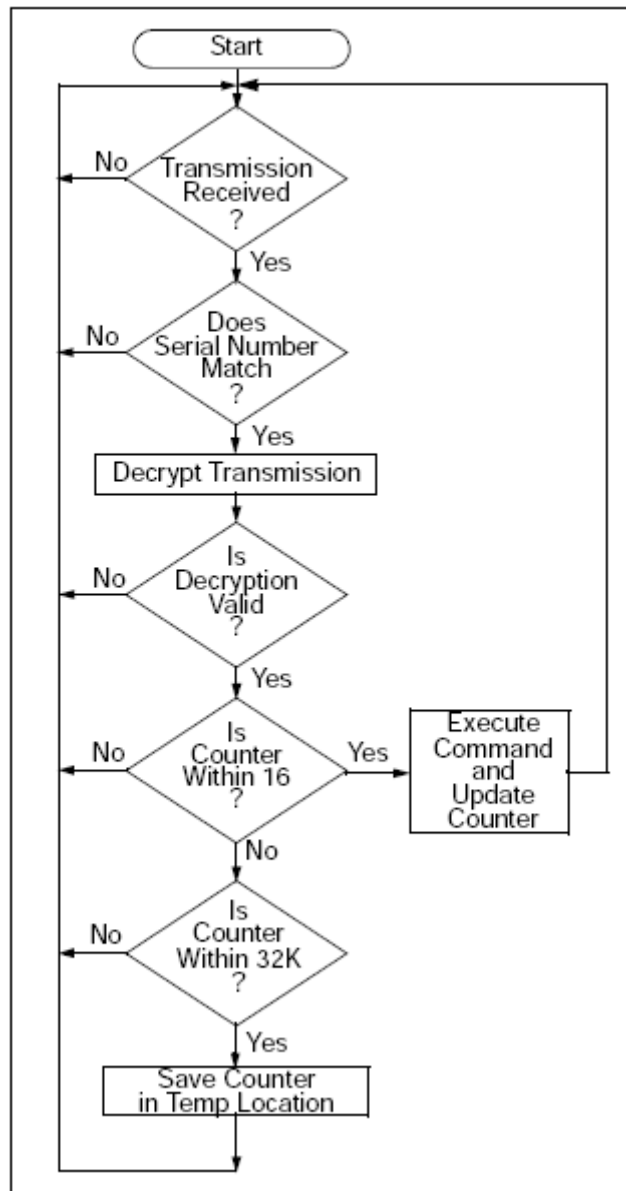 Start
No
Transmission
Received
?
Yes
No
Does
Serial Number
Match
?
Yes
Decrypt Transmission
No
Is
Decryption
Valid
?
Yes
No
Is
Counter
Within 16
?
Yes
Execute
Command
and
Update
Counter
No
No
Is
Counter
Within 32K
?
Yes
Save Counter
in Temp Location